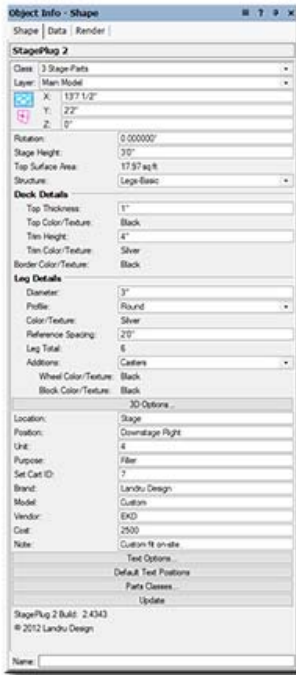 Object Info - Shape
Shape Data Render
StagePlug 2
Class: 3 Stage-Parts
Layer: Main Model
X: 13'7 1/2"
Y: 2'2"
Z: 0"
Rotation: 0.000000°
Stage Height: 3'0"
Top Surface Area: 17.97 sq ft
Structure: Legs-Basic
Deck Details
Top Thickness: 1"
Top Color/Texture: Black
Trim Height: 4"
Trim Color/Texture: Silver
Border Color/Texture: Black
Leg Details
Diameter: 3"
Profile: Round
Color/Texture: Silver
Reference Spacing: 2'0"
Leg Total: 6
Additions: Casters
Wheel Color/Texture: Black
Block Color/Texture: Black
3D Options...
Location: Stage
Position: Downstage Right
Unit: 4
Purpose: Filler
Set Cart ID: 7
Brand: Landru Design
Model: Custom
Vendor: EKD
Cost: 2500
Note: Custom fit on-site
Text Options...
Default Text Positions
Parts Classes...
Update
StagePlug 2 Build: 2.4343
© 2012 Landru Design
Name: